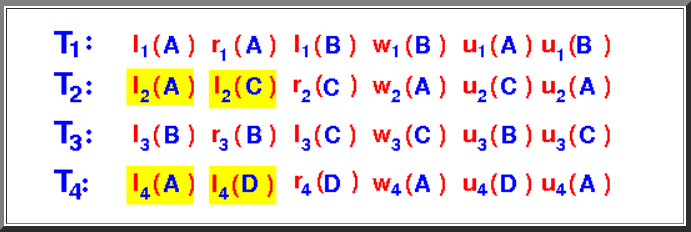 T1: l1(A) r1(A) l1(B) w1(B) u1(A) u1(B)
T2: l2(A) l2(C) r2(C) w2(A) u2(C) u2(A)
T3: l3(B) r3(B) l3(C) w3(C) u3(B) u3(C)
T4: l4(A) l4(D) r4(D) w4(A) u4(D) u4(A)